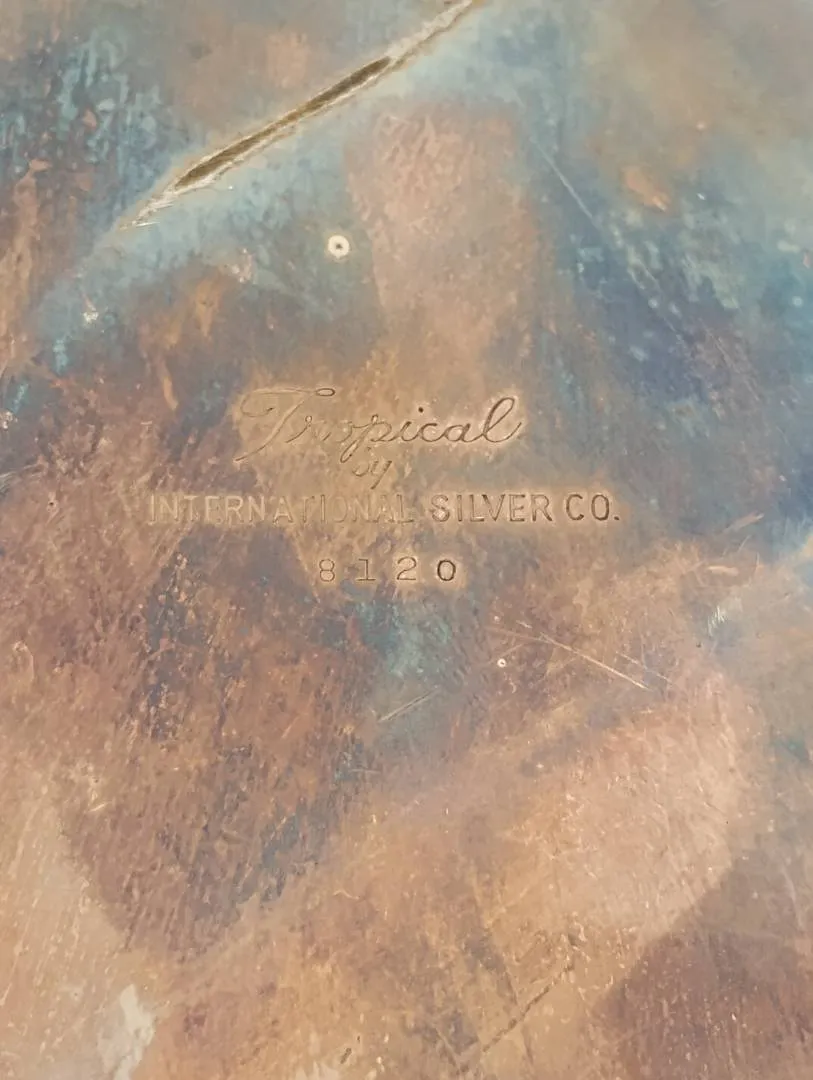 Tropical
by
INTERNATIONAL SILVER CO.
8120